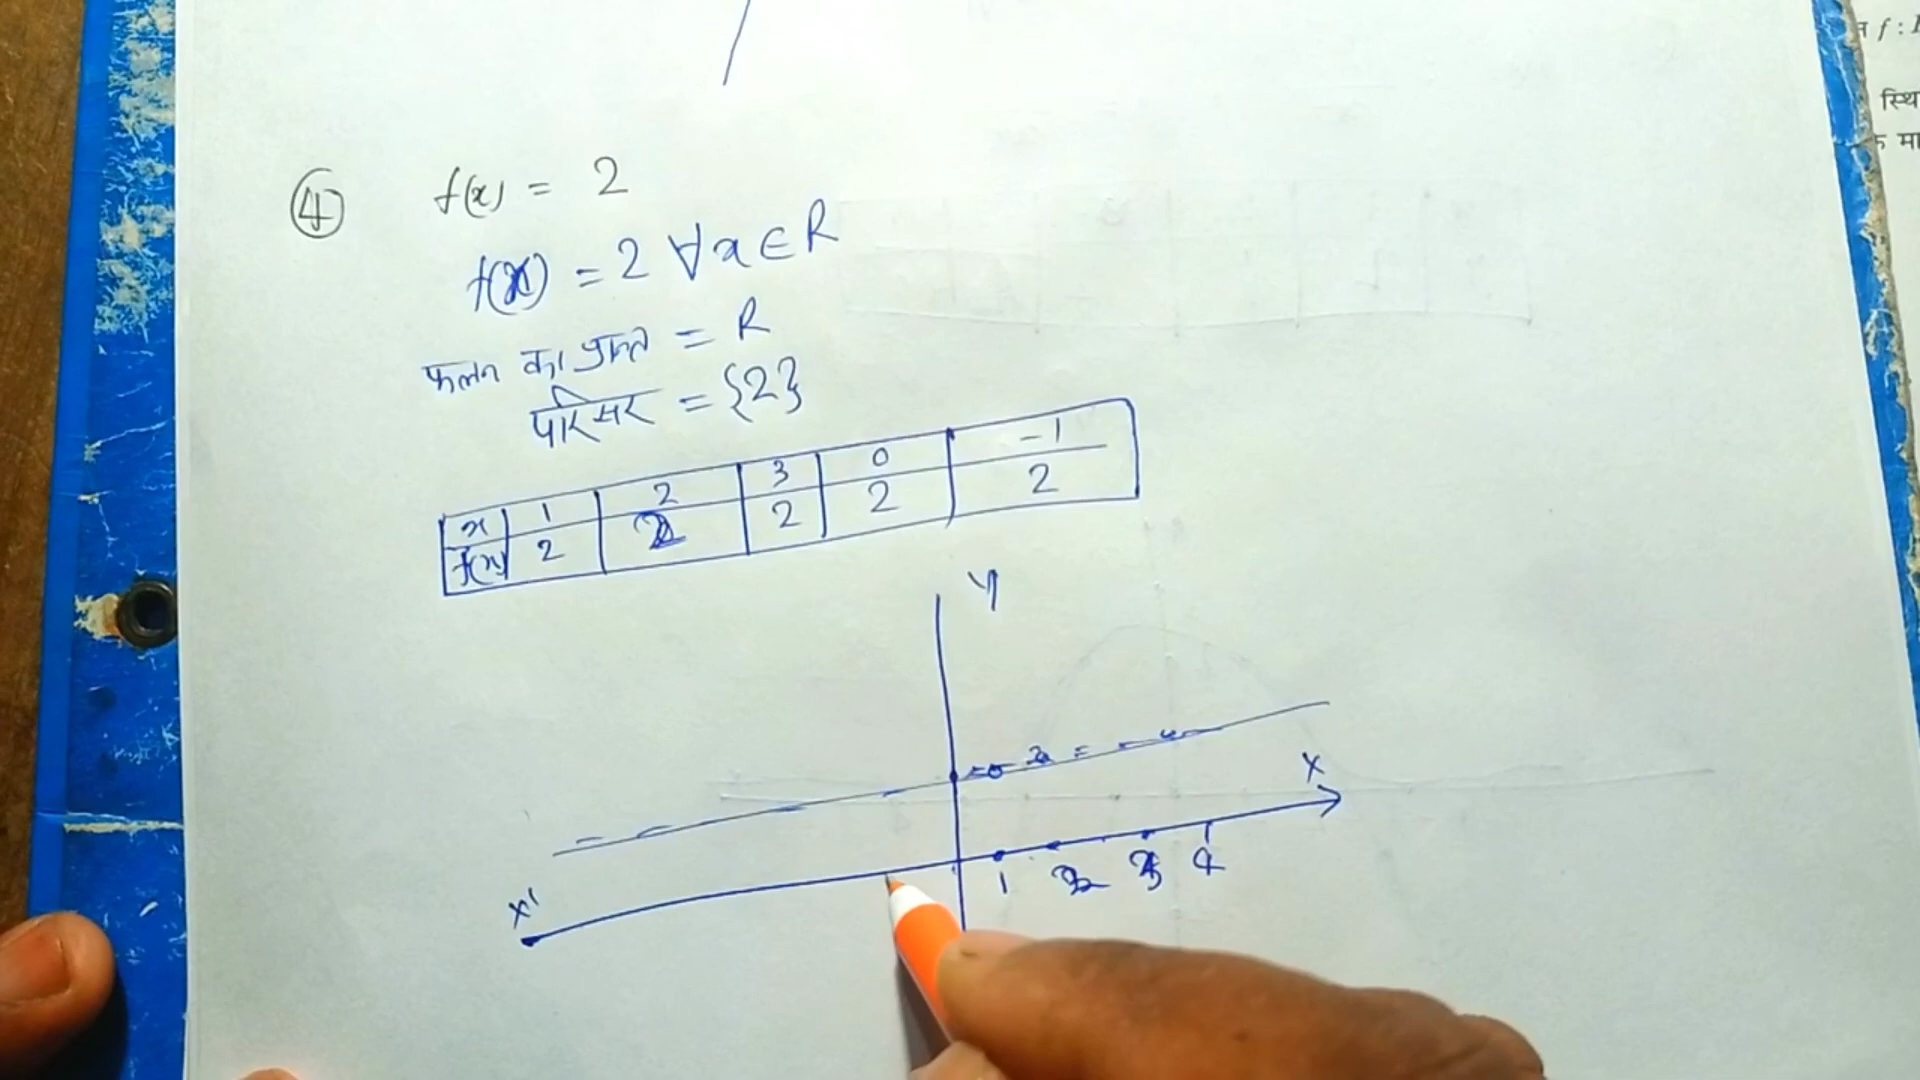 ④ f(x) = 2
f(x) = 2 ∀ x ∈ R
फलन का प्रान्त = R
परिसर = {2}
x 1 2 3 0 -1
f(x) 2 2 2 2 2
y
X
1 2 3 4
X'
f :
स्थि
के मा